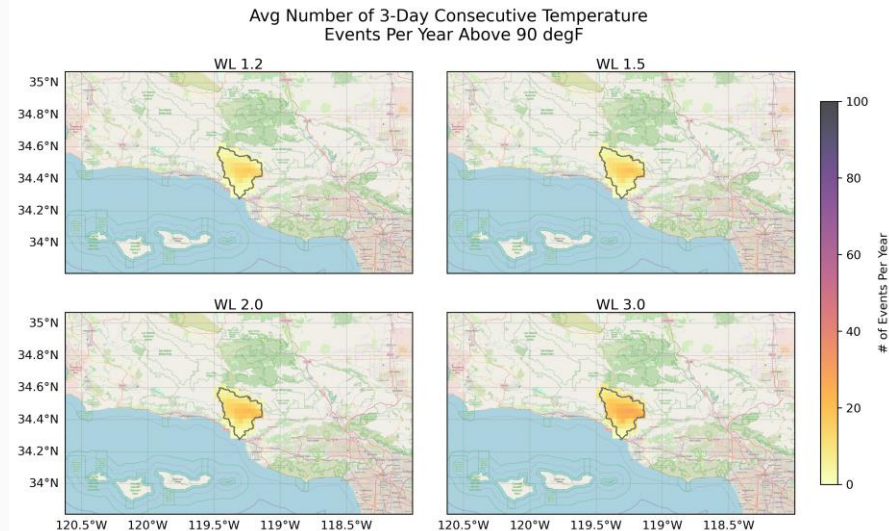 Avg Number of 3-Day Consecutive Temperature
Events Per Year Above 90 degF
WL 1.2
WL 1.5
35°N
34.8°N
34.6°N
34.4°N
34.2°N
34°N
WL 2.0
WL 3.0
35°N
34.8°N
34.6°N
34.4°N
34.2°N
34°N
120.5°W 120°W 119.5°W 119°W 118.5°W
120.5°W 120°W 119.5°W 119°W 118.5°W
100
80
60
40
20
0
# of Events Per Year